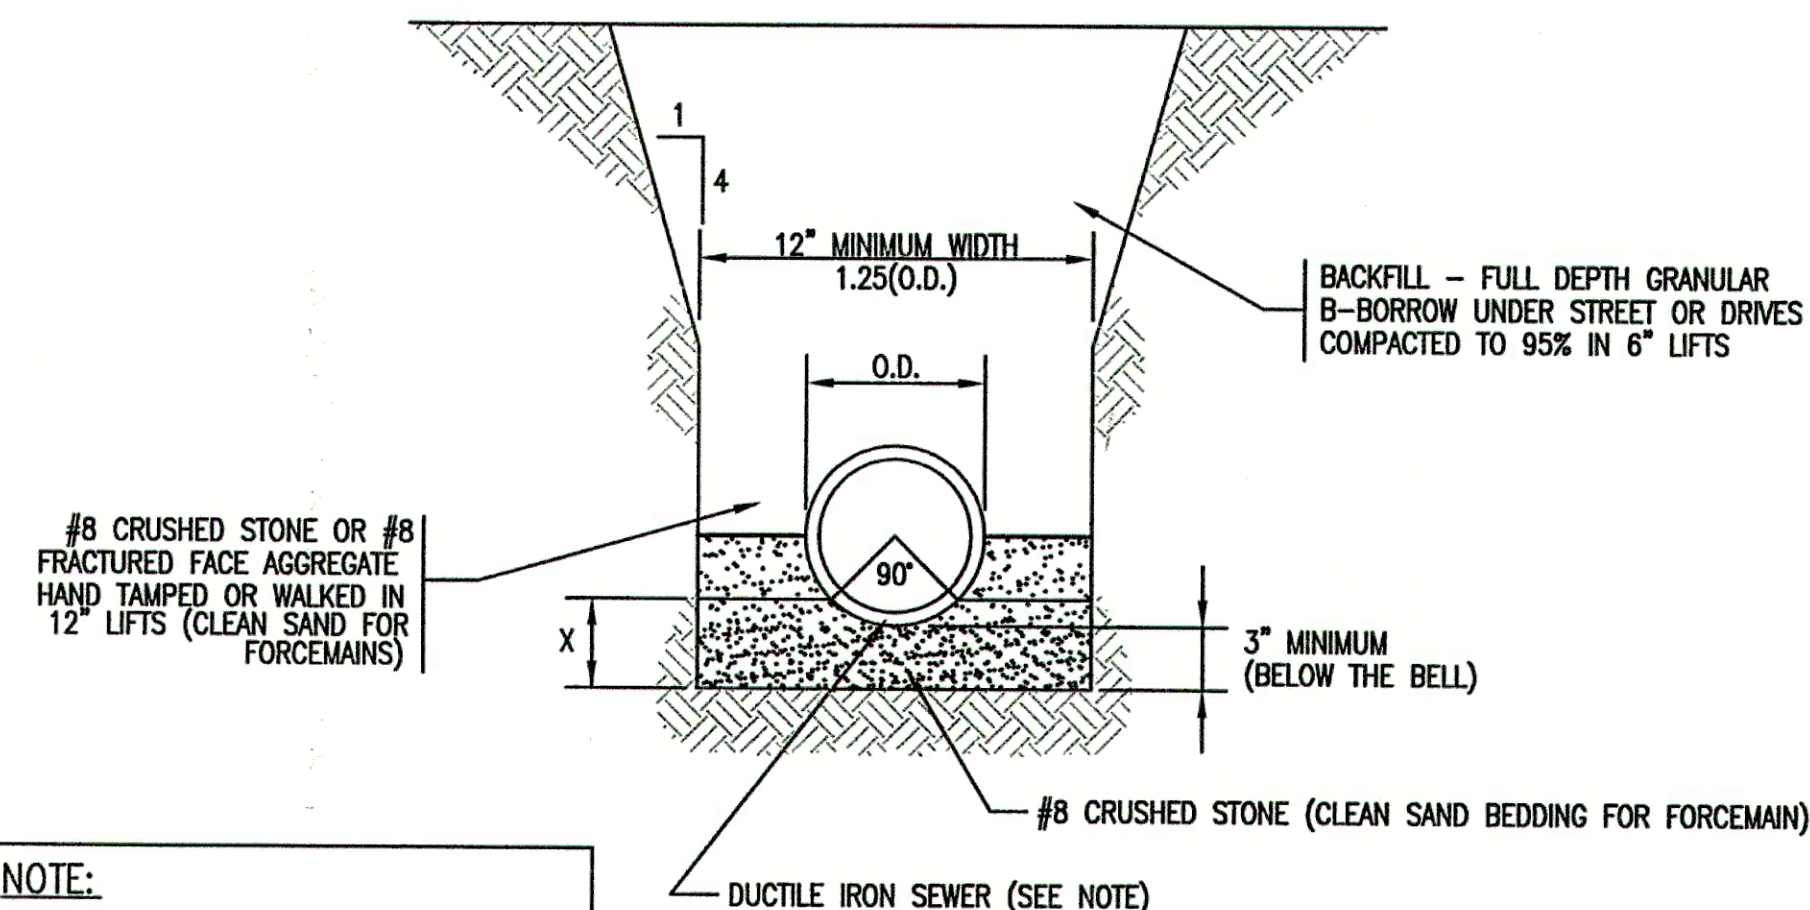 1
4
12" MINIMUM WIDTH
1.25(O.D.)
BACKFILL – FULL DEPTH GRANULAR
B–BORROW UNDER STREET OR DRIVES
COMPACTED TO 95% IN 6" LIFTS
O.D.
#8 CRUSHED STONE OR #8
FRACTURED FACE AGGREGATE
HAND TAMPED OR WALKED IN
12" LIFTS (CLEAN SAND FOR
FORCEMAINS)
90°
X
3" MINIMUM
(BELOW THE BELL)
#8 CRUSHED STONE (CLEAN SAND BEDDING FOR FORCEMAIN)
NOTE:
DUCTILE IRON SEWER (SEE NOTE)